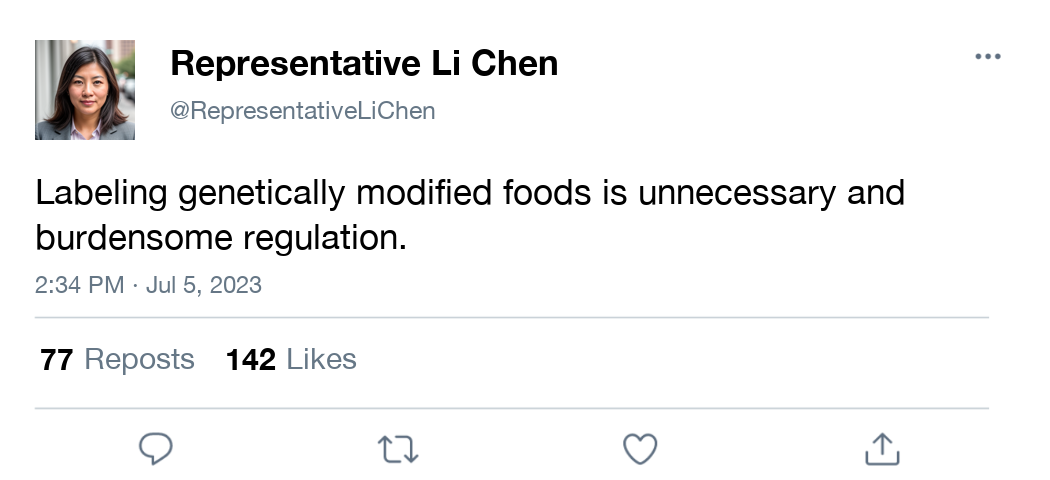 Representative Li Chen
@RepresentativeLiChen
Labeling genetically modified foods is unnecessary and
burdensome regulation.
2:34 PM · Jul 5, 2023
77 Reposts 142 Likes